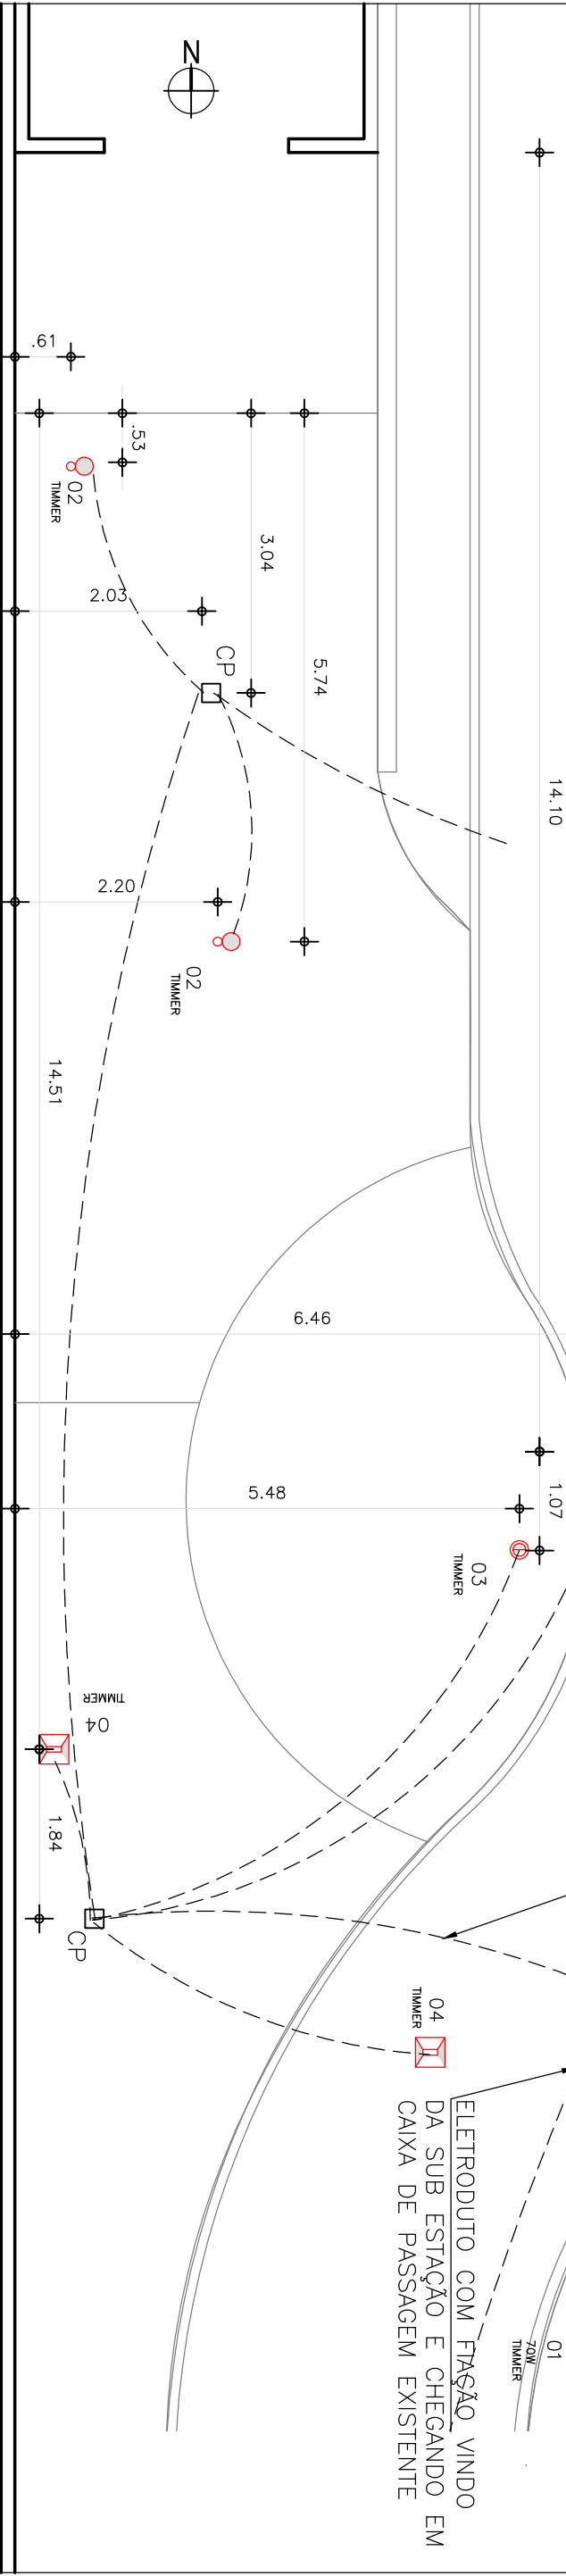 N
.61
.53
02
TIMMER
3.04
2.03
CP
5.74
14.10
2.20
02
TIMMER
14.51
6.46
5.48
1.07
03
TIMMER
04
TIMMER
1.84
CP
04
TIMMER
ELETRODUTO COM FIAÇÃO VINDO
DA SUB ESTAÇÃO E CHEGANDO EM
CAIXA DE PASSAGEM EXISTENTE
01
70W
TIMMER